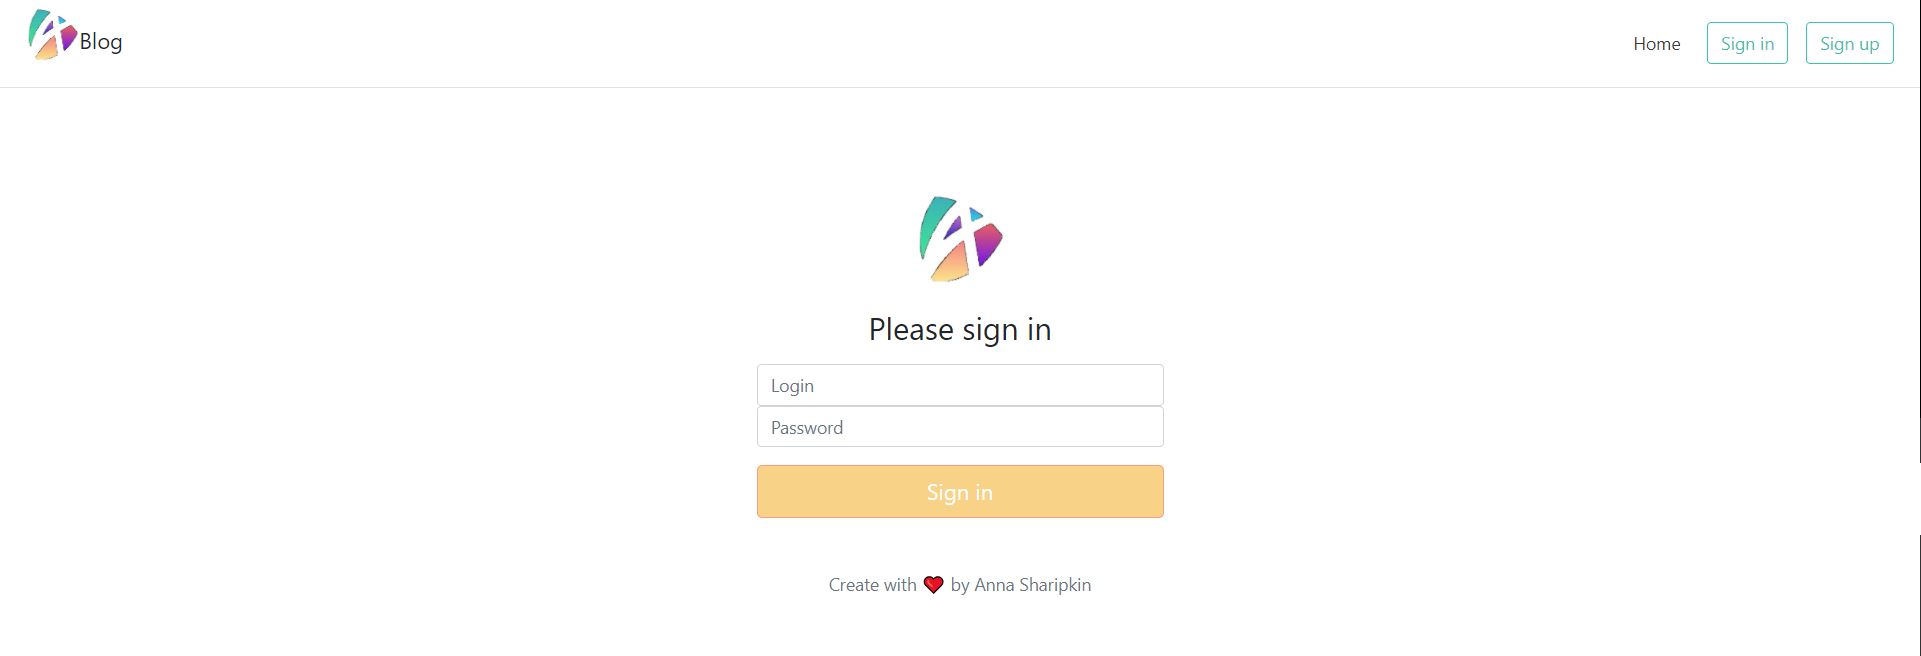 Blog
Home Sign in Sign up
Please sign in
Login
Password
Sign in
Create with ❤ by Anna Sharipkin